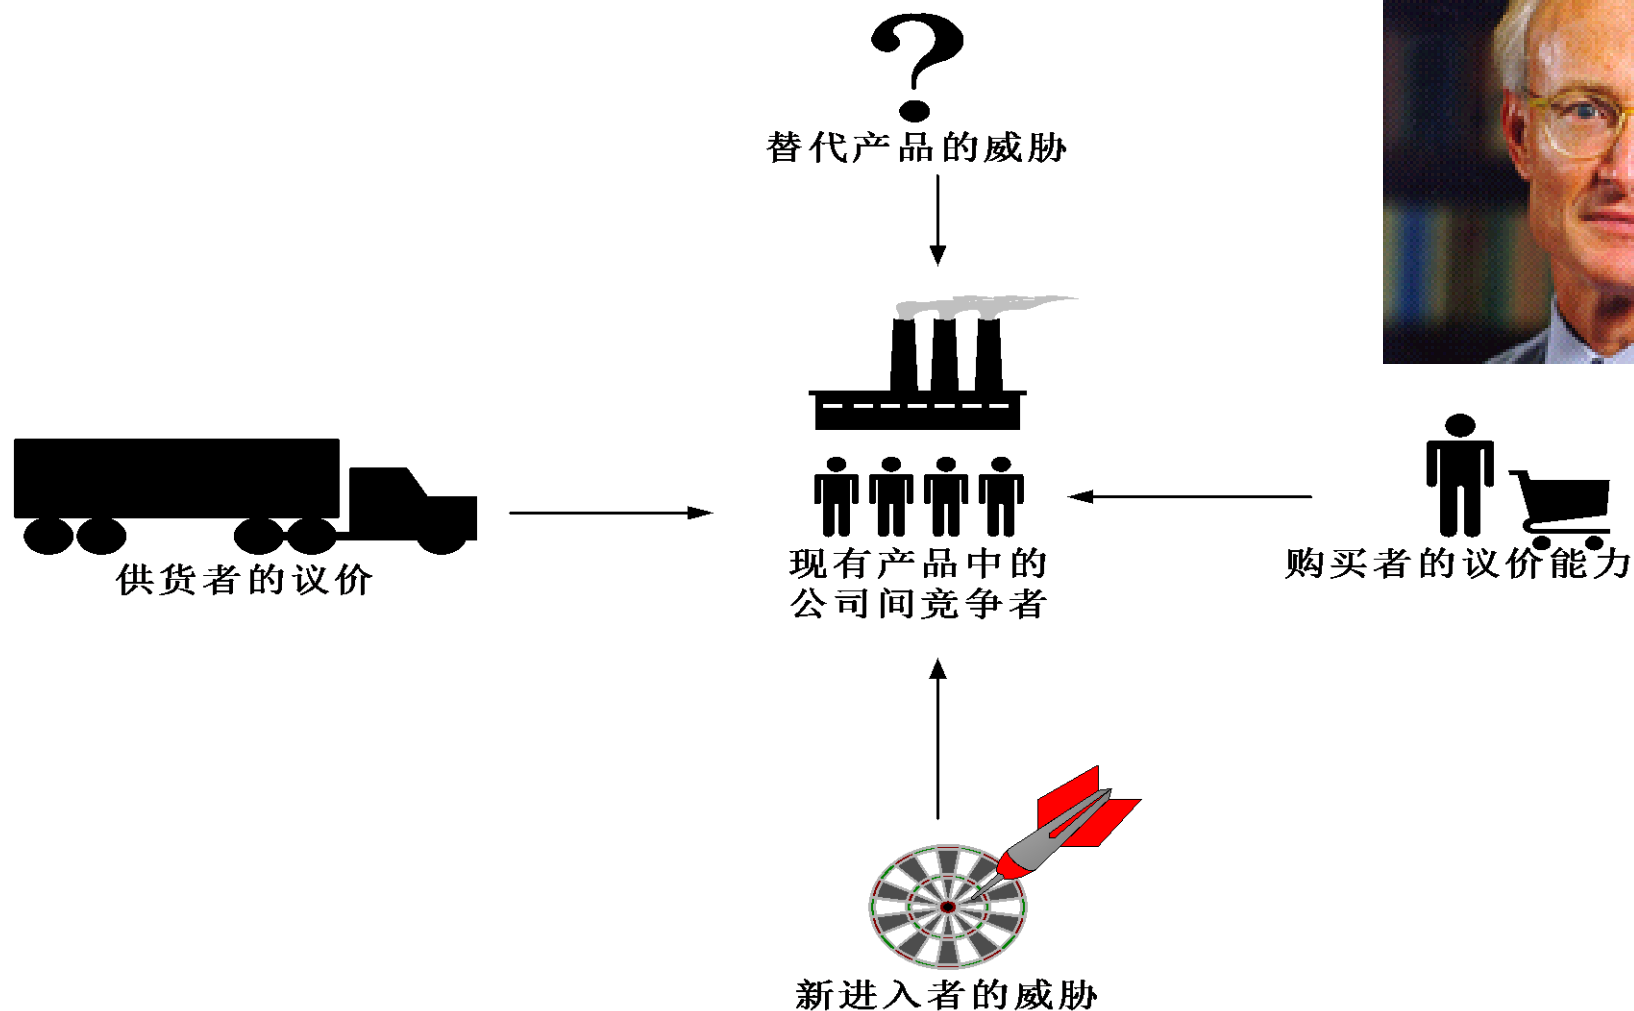 替代产品的威胁
供货者的议价
现有产品中的
公司间竞争者
购买者的议价能力
新进入者的威胁